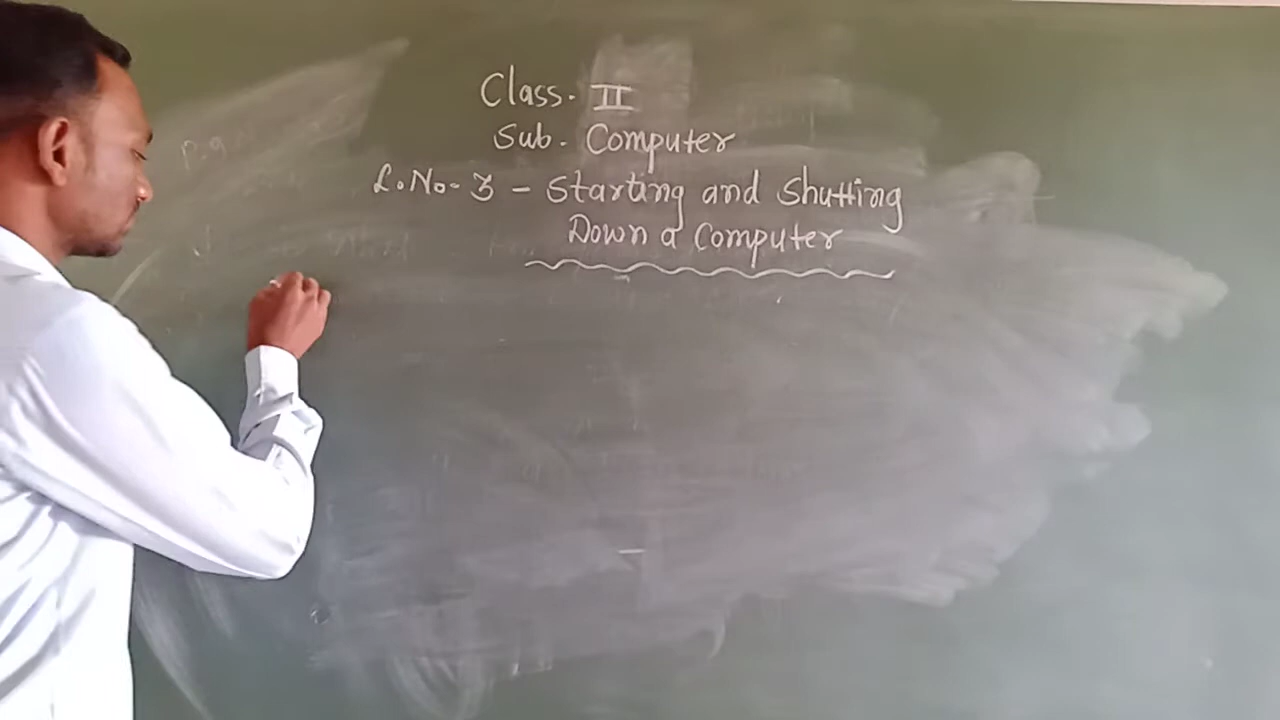 Class. II
Sub. Computer
L.No-3 - Starting and Shutting
Down a Computer